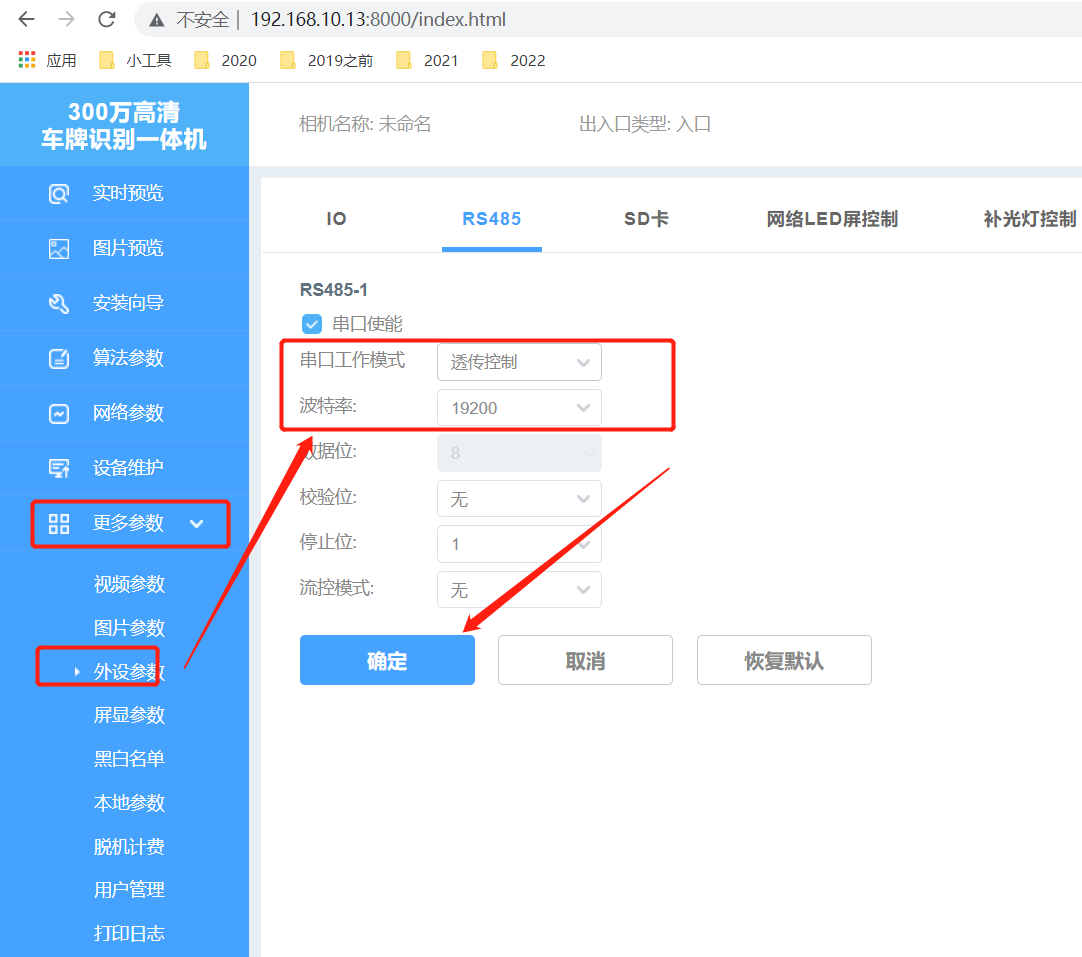 不安全 | 192.168.10.13:8000/index.html
应用 小工具 2020 2019之前 2021 2022
300万高清
车牌识别一体机
相机名称: 未命名 出入口类型: 入口
实时预览
图片预览
安装向导
算法参数
网络参数
设备维护
更多参数
视频参数
图片参数
外设参数
屏显参数
黑白名单
本地参数
脱机计费
用户管理
打印日志
IO RS485 SD卡 网络LED屏控制 补光灯控制
RS485-1
串口使能
串口工作模式 透传控制
波特率: 19200
数据位: 8
校验位: 无
停止位: 1
流控模式: 无
确定 取消 恢复默认